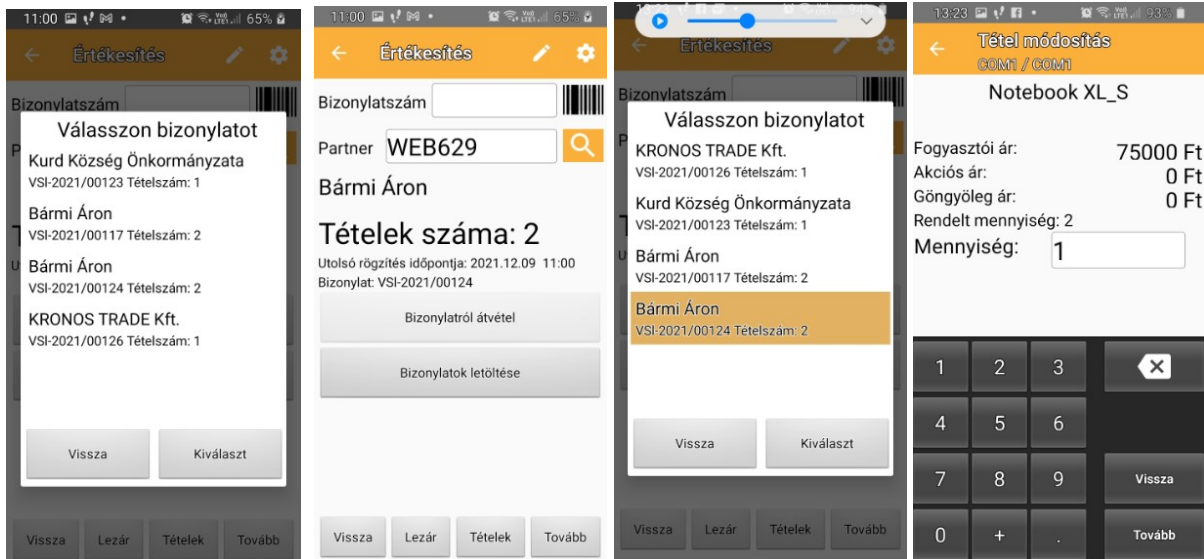 11:00 65%
Értékesítés
Bizonylatszám
Válasszon bizonylatot
Kurd Község Önkormányzata
VSI-2021/00123 Tételszám: 1
Bármi Áron
VSI-2021/00117 Tételszám: 2
Bármi Áron
VSI-2021/00124 Tételszám: 2
KRONOS TRADE Kft.
VSI-2021/00126 Tételszám: 1
Vissza Kiválaszt
Vissza Lezár Tételek Tovább
11:00 65%
Értékesítés
Bizonylatszám
Partner WEB629
Bármi Áron
Tételek száma: 2
Utolsó rögzítés időpontja: 2021.12.09 11:00
Bizonylat: VSI-2021/00124
Bizonylatról átvétel
Bizonylatok letöltése
Vissza Lezár Tételek Tovább
13:23
Értékesítés
Bizonylatszám
Válasszon bizonylatot
KRONOS TRADE Kft.
VSI-2021/00126 Tételszám: 1
Kurd Község Önkormányzata
VSI-2021/00123 Tételszám: 1
Bármi Áron
VSI-2021/00117 Tételszám: 2
Bármi Áron
VSI-2021/00124 Tételszám: 2
Vissza Kiválaszt
Vissza Lezár Tételek Tovább
13:23 93%
Tétel módosítás
COM1 / COM1
Notebook XL_S
Fogyasztói ár: 75000 Ft
Akciós ár: 0 Ft
Göngyöleg ár: 0 Ft
Rendelt mennyiség: 2
Mennyiség: 1
1 2 3
4 5 6
7 8 9 Vissza
0 + . Tovább